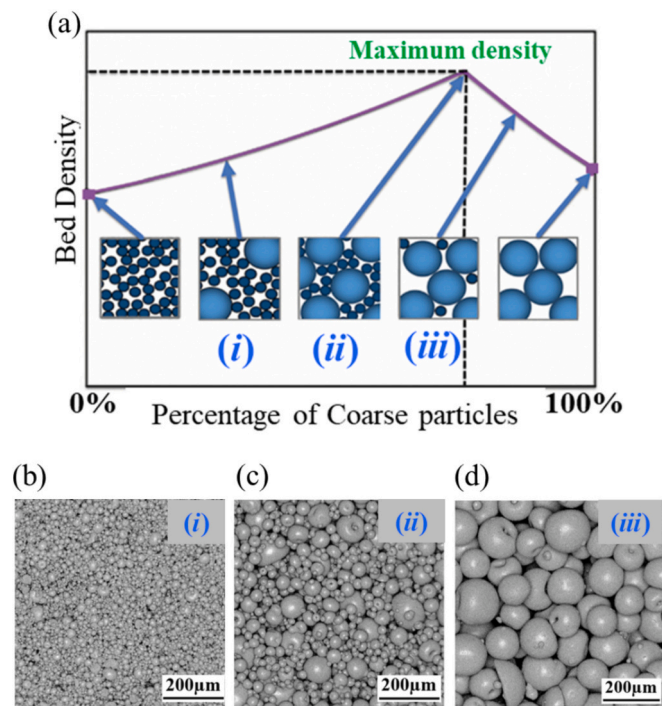 (a)
Maximum density
Bed Density
(i)
(ii)
(iii)
0%
Percentage of Coarse particles
100%
(b)
(c)
(d)
(i)
(ii)
(iii)
200µm
200µm
200µm